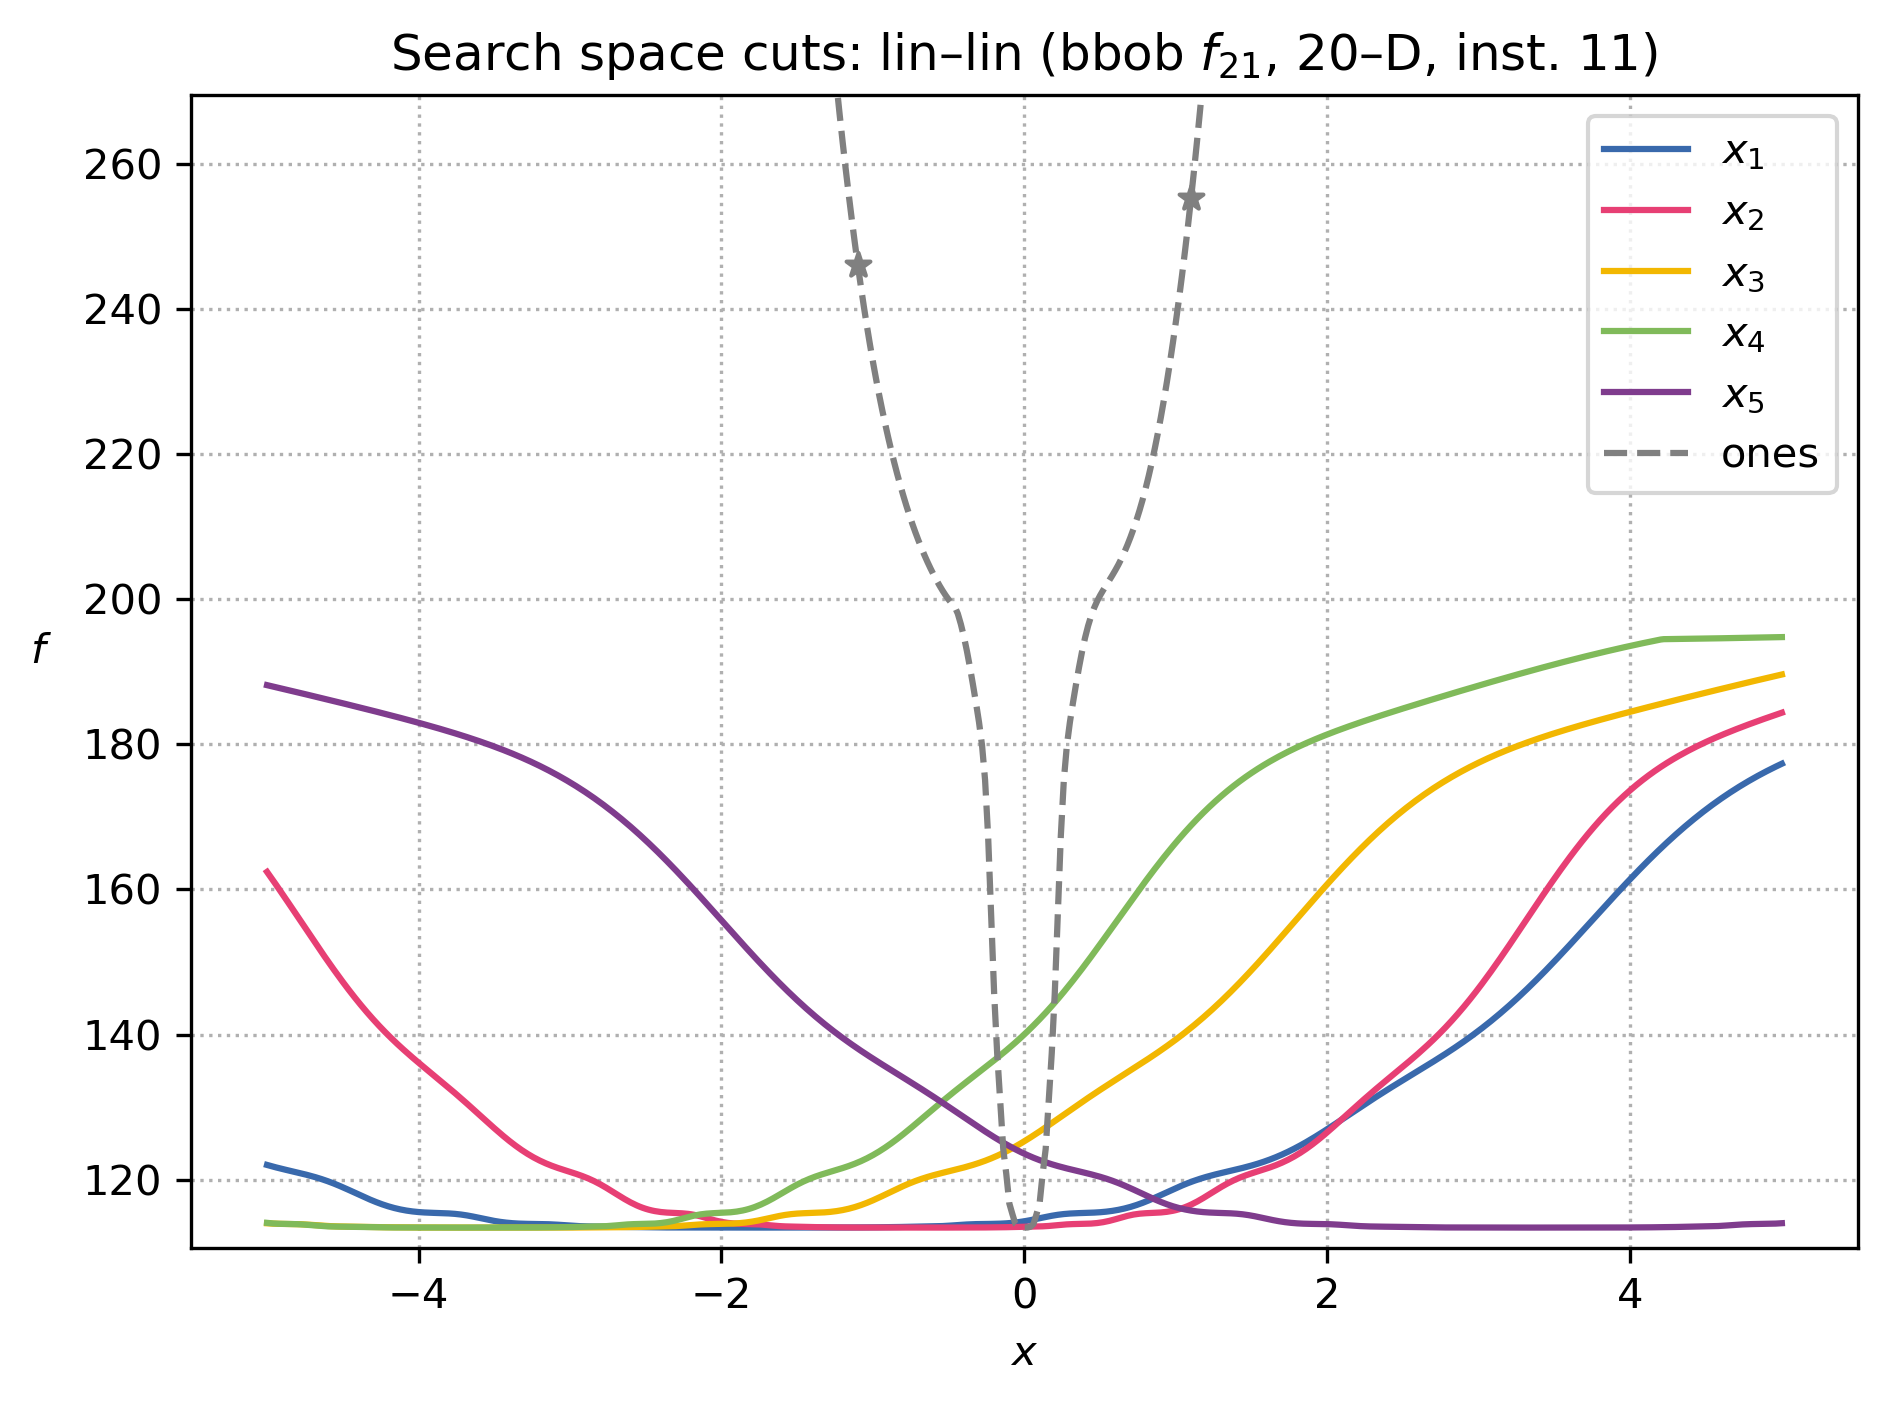 Search space cuts: lin–lin (bbob f₂₁, 20–D, inst. 11)
260
240
220
200
180
160
140
120
f
−4
−2
0
2
4
x
x₁
x₂
x₃
x₄
x₅
ones